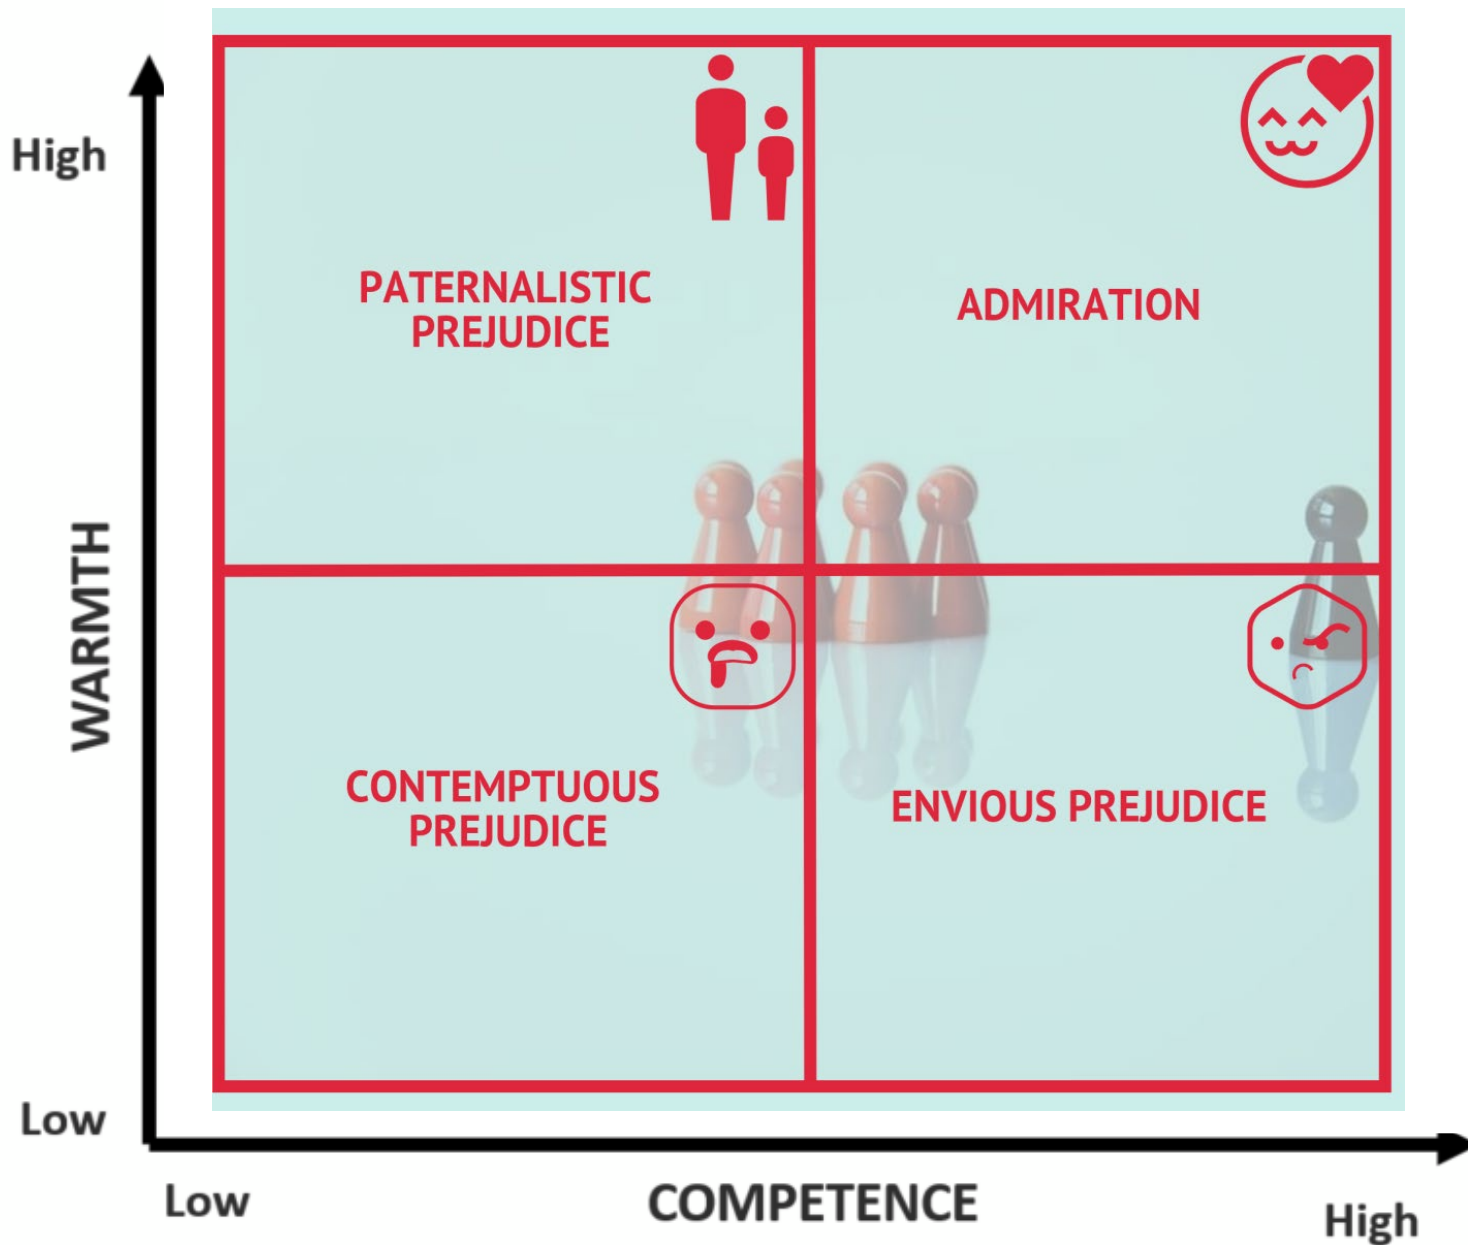 High
PATERNALISTIC
PREJUDICE
ADMIRATION
WARMTH
CONTEMPTUOUS
PREJUDICE
ENVIOUS PREJUDICE
Low
Low
COMPETENCE
High